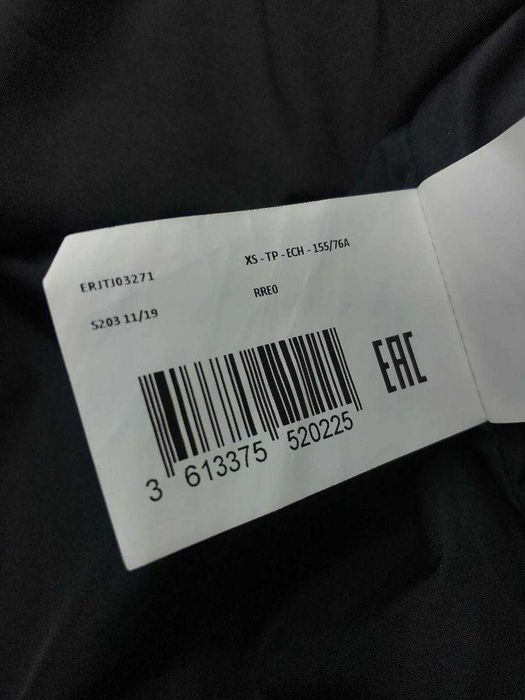 ERJTJ03271
XS - TP - ECH - 155/76A
S203 11/19
RRE0
EAC
3 613375 520225